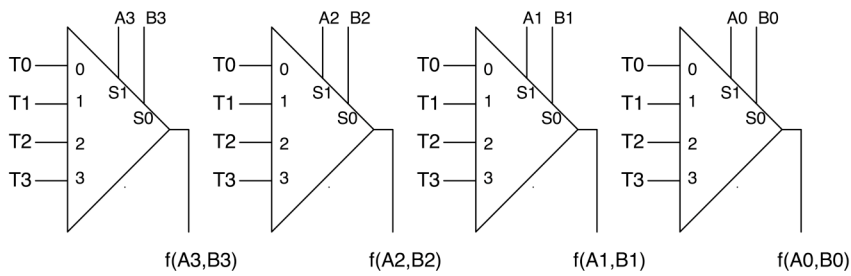 A3 B3 A2 B2 A1 B1 A0 B0
T0 0 T0 0 T0 0 T0 0
S1 S1 S1 S1
T1 1 T1 1 T1 1 T1 1
S0 S0 S0 S0
T2 2 T2 2 T2 2 T2 2
T3 3 T3 3 T3 3 T3 3
f(A3,B3) f(A2,B2) f(A1,B1) f(A0,B0)